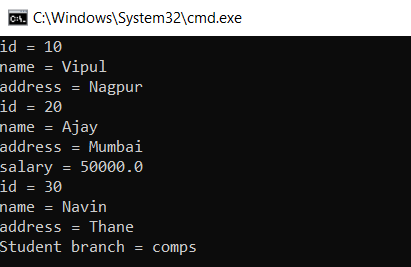 C:\Windows\System32\cmd.exe
id = 10
name = Vipul
address = Nagpur
id = 20
name = Ajay
address = Mumbai
salary = 50000.0
id = 30
name = Navin
address = Thane
Student branch = comps